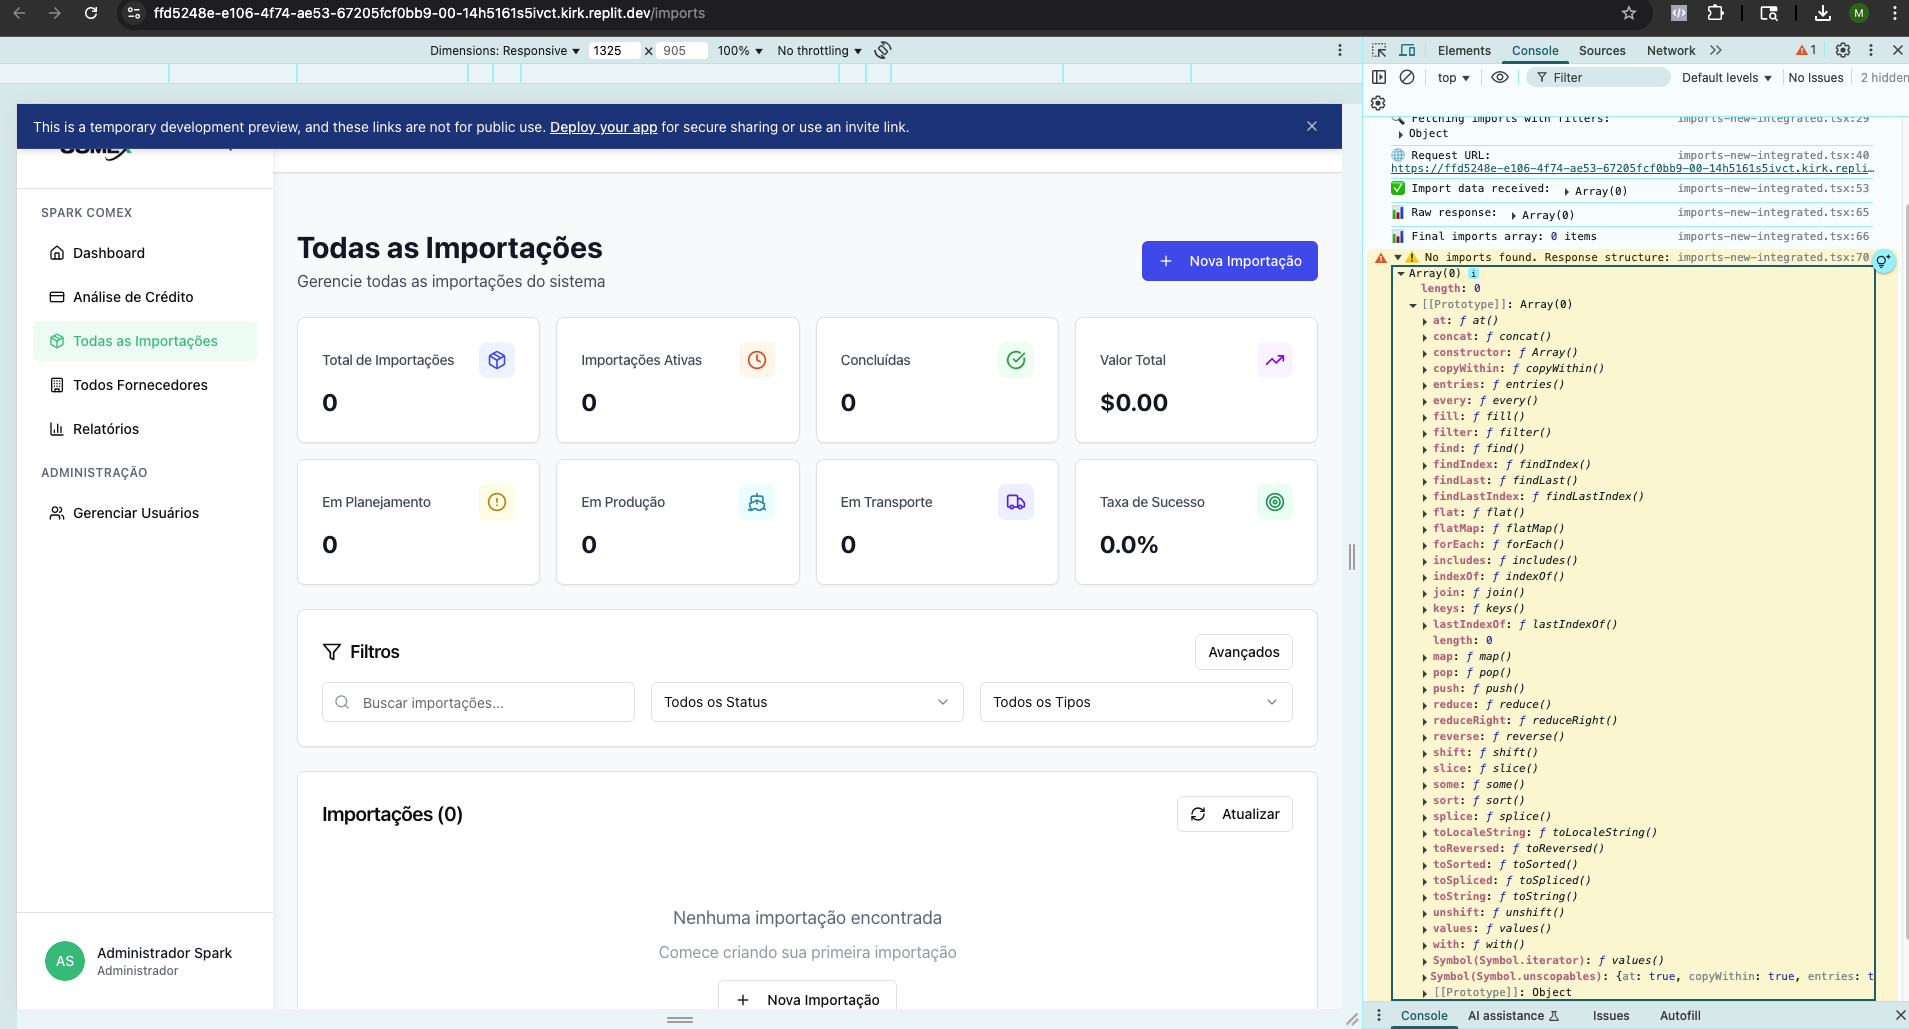 ffd5248e-e106-4f74-ae53-67205fcf0bb9-00-14h5161s5ivct.kirk.replit.dev/imports
M
Dimensions: Responsive 1325 x 905 100% No throttling
Elements Console Sources Network 1
top Filter Default levels No Issues 2 hidden
This is a temporary development preview, and these links are not for public use. Deploy your app for secure sharing or use an invite link.
SPARK COMEX
Dashboard
Análise de Crédito
Todas as Importações
Todos Fornecedores
Relatórios
ADMINISTRAÇÃO
Gerenciar Usuários
AS
Administrador Spark
Administrador
Todas as Importações
Gerencie todas as importações do sistema
Nova Importação
Total de Importações
0
Importações Ativas
0
Concluídas
0
Valor Total
$0.00
Em Planejamento
0
Em Produção
0
Em Transporte
0
Taxa de Sucesso
0.0%
Filtros
Avançados
Buscar importações...
Todos os Status
Todos os Tipos
Importações (0)
Atualizar
Nenhuma importação encontrada
Comece criando sua primeira importação
Nova Importação
Fetching imports with filters: imports-new-integrated.tsx:29
Object
Request URL: imports-new-integrated.tsx:40
https://ffd5248e-e106-4f74-ae53-67205fcf0bb9-00-14h5161s5ivct.kirk.repli…
Import data received: Array(0) imports-new-integrated.tsx:53
Raw response: Array(0) imports-new-integrated.tsx:65
Final imports array: 0 items imports-new-integrated.tsx:66
No imports found. Response structure: imports-new-integrated.tsx:70
Array(0) i
length: 0
[[Prototype]]: Array(0)
at: ƒ at()
concat: ƒ concat()
constructor: ƒ Array()
copyWithin: ƒ copyWithin()
entries: ƒ entries()
every: ƒ every()
fill: ƒ fill()
filter: ƒ filter()
find: ƒ find()
findIndex: ƒ findIndex()
findLast: ƒ findLast()
findLastIndex: ƒ findLastIndex()
flat: ƒ flat()
flatMap: ƒ flatMap()
forEach: ƒ forEach()
includes: ƒ includes()
indexOf: ƒ indexOf()
join: ƒ join()
keys: ƒ keys()
lastIndexOf: ƒ lastIndexOf()
length: 0
map: ƒ map()
pop: ƒ pop()
push: ƒ push()
reduce: ƒ reduce()
reduceRight: ƒ reduceRight()
reverse: ƒ reverse()
shift: ƒ shift()
slice: ƒ slice()
some: ƒ some()
sort: ƒ sort()
splice: ƒ splice()
toLocaleString: ƒ toLocaleString()
toReversed: ƒ toReversed()
toSorted: ƒ toSorted()
toSpliced: ƒ toSpliced()
toString: ƒ toString()
unshift: ƒ unshift()
values: ƒ values()
with: ƒ with()
Symbol(Symbol.iterator): ƒ values()
Symbol(Symbol.unscopables): {at: true, copyWithin: true, entries: t
[[Prototype]]: Object
Console AI assistance Issues Autofill